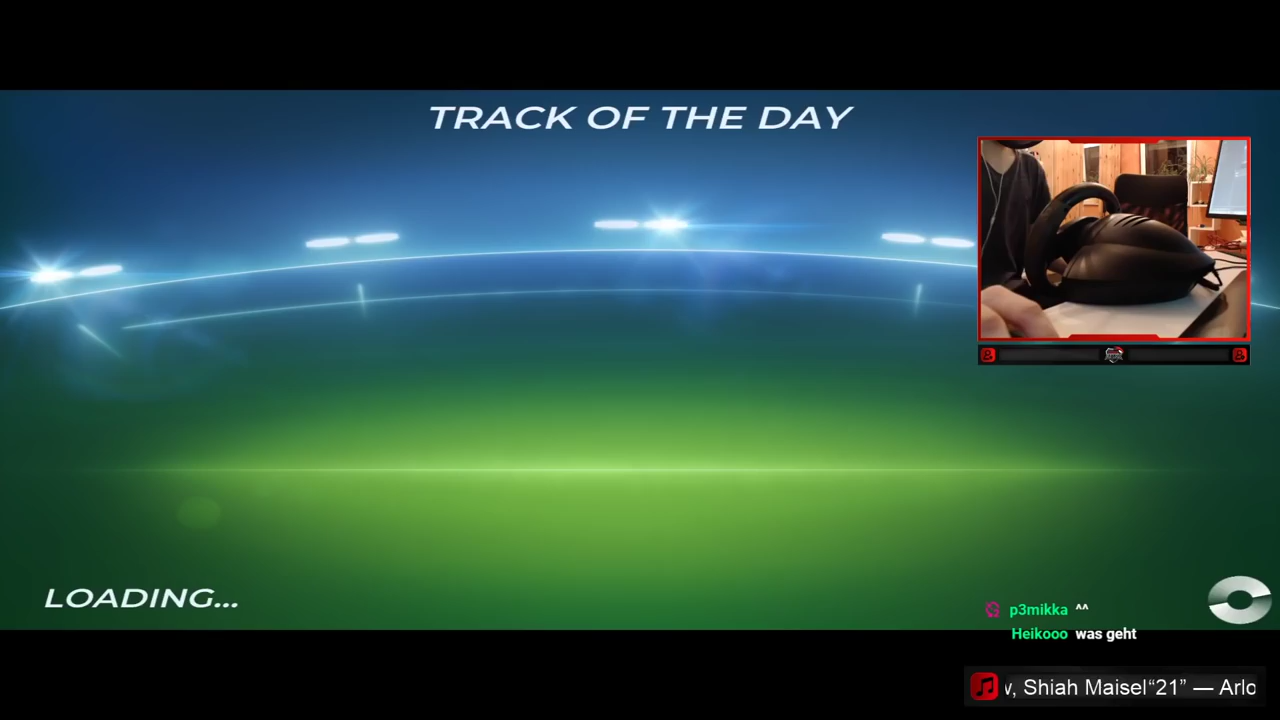 TRACK OF THE DAY
LOADING...
p3mikka ^^
Heikooo was geht
, Shiah Maisel“21” — Arlo